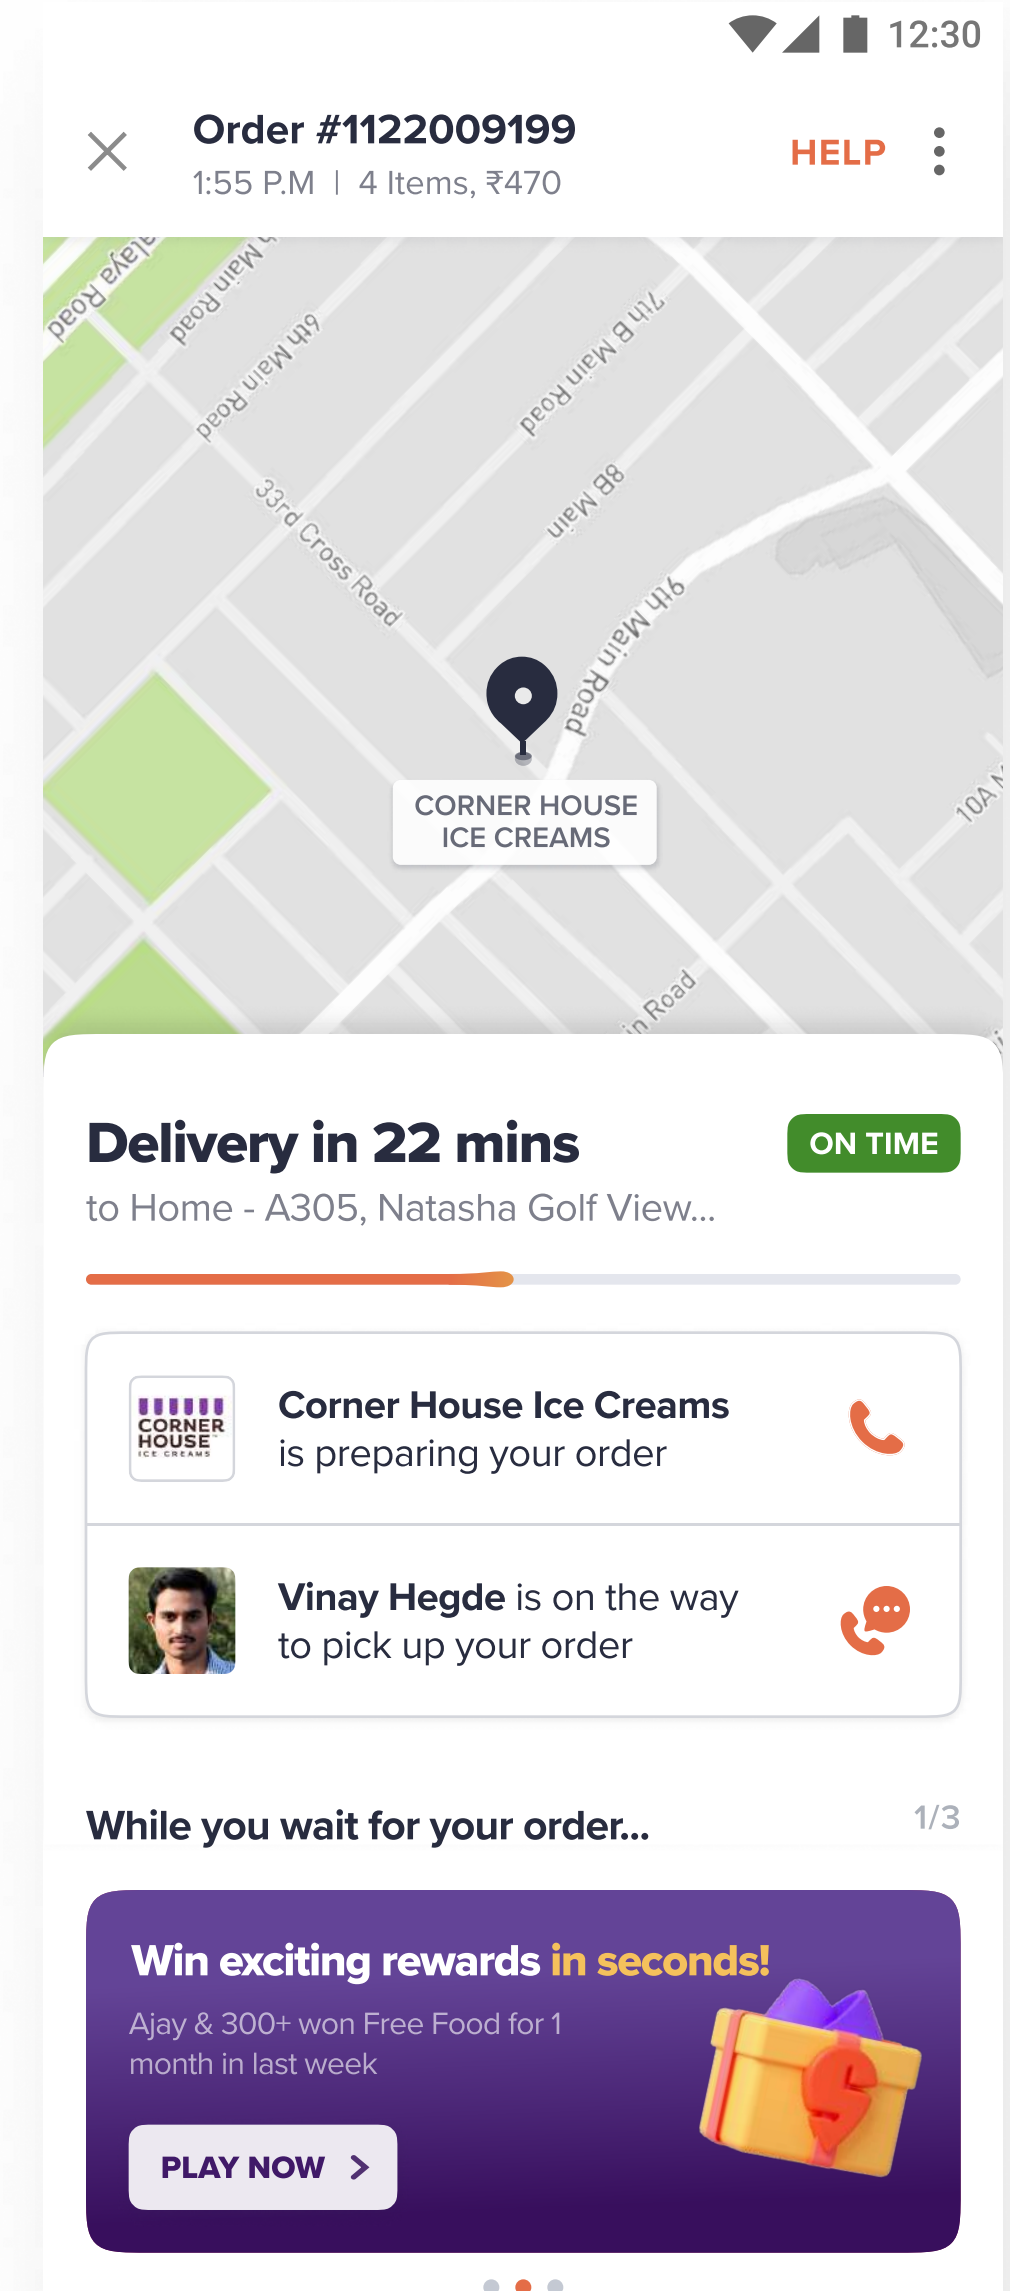 12:30
Order #1122009199
1:55 P.M | 4 Items, ₹470
HELP
alaya Road
Main Road
6th Main Road
7th B Main Road
8B Main
33rd Cross Road
9th Main Road
10A
CORNER HOUSE
ICE CREAMS
in Road
Delivery in 22 mins
ON TIME
to Home - A305, Natasha Golf View...
CORNER
HOUSE
ICE CREAMS
Corner House Ice Creams
is preparing your order
Vinay Hegde is on the way
to pick up your order
While you wait for your order...
1/3
Win exciting rewards in seconds!
Ajay & 300+ won Free Food for 1
month in last week
PLAY NOW